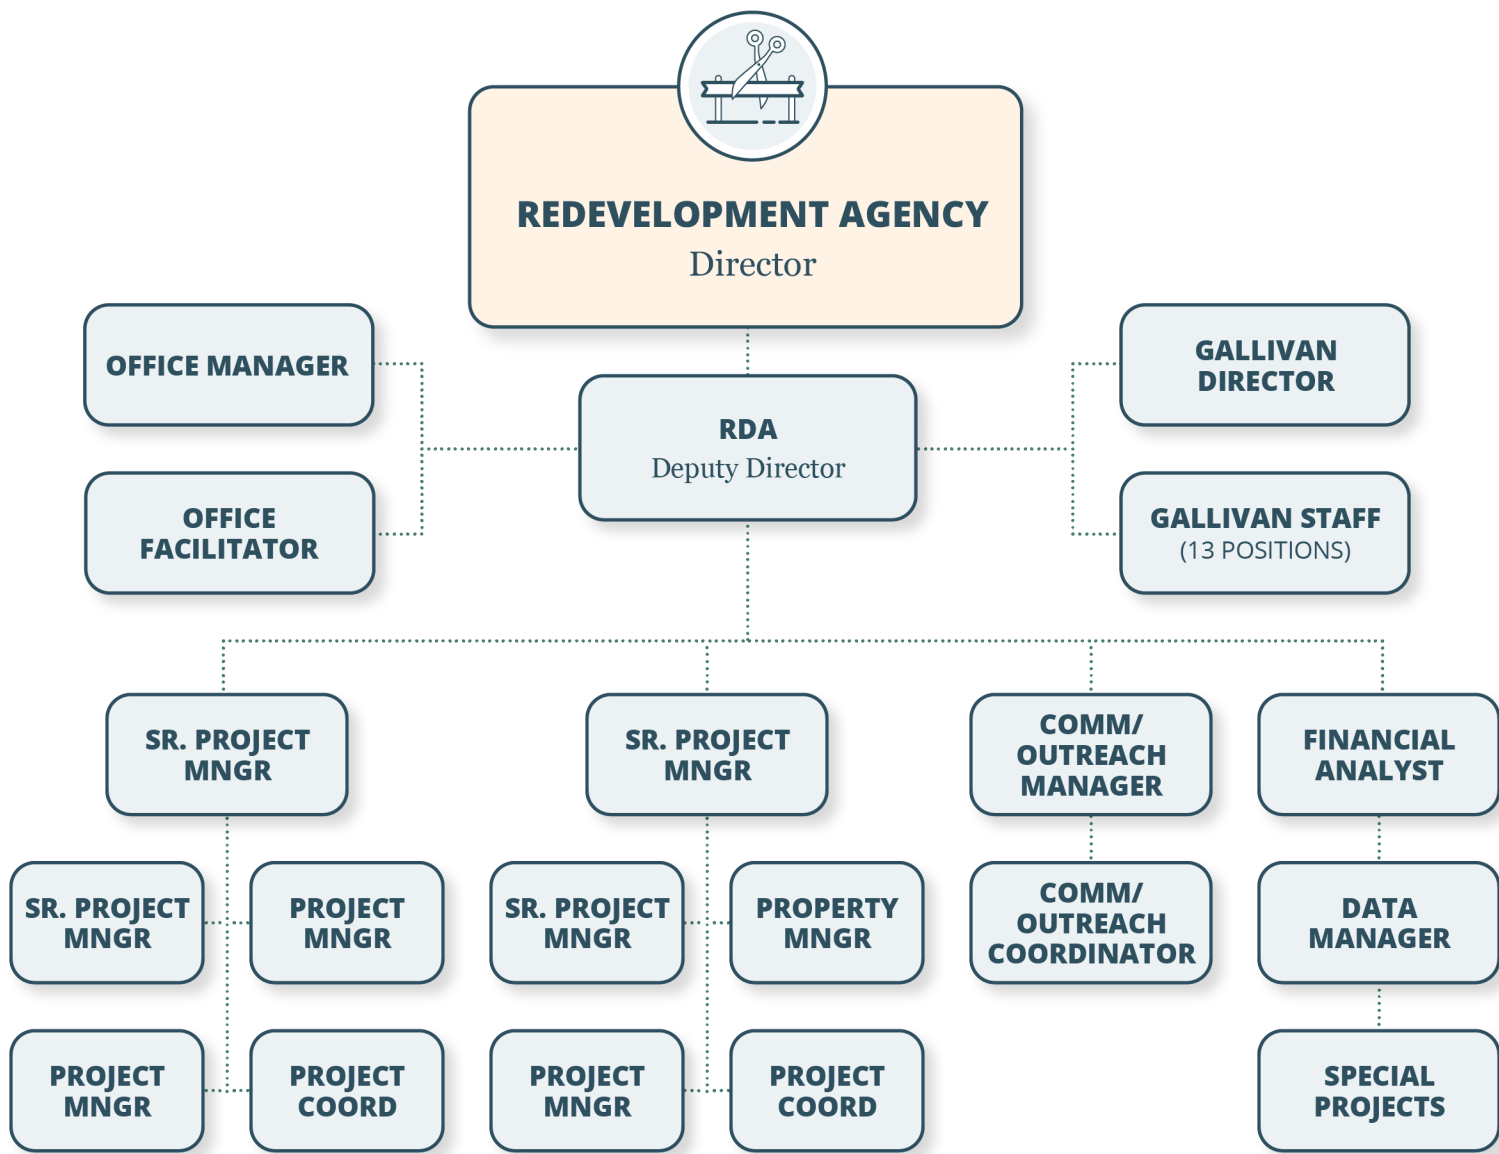 REDEVELOPMENT AGENCY
Director
OFFICE MANAGER
GALLIVAN
DIRECTOR
RDA
Deputy Director
OFFICE
FACILITATOR
GALLIVAN STAFF
(13 POSITIONS)
SR. PROJECT
MNGR
SR. PROJECT
MNGR
COMM/
OUTREACH
MANAGER
FINANCIAL
ANALYST
SR. PROJECT
MNGR
PROJECT
MNGR
SR. PROJECT
MNGR
PROPERTY
MNGR
COMM/
OUTREACH
COORDINATOR
DATA
MANAGER
PROJECT
MNGR
PROJECT
COORD
PROJECT
MNGR
PROJECT
COORD
SPECIAL
PROJECTS